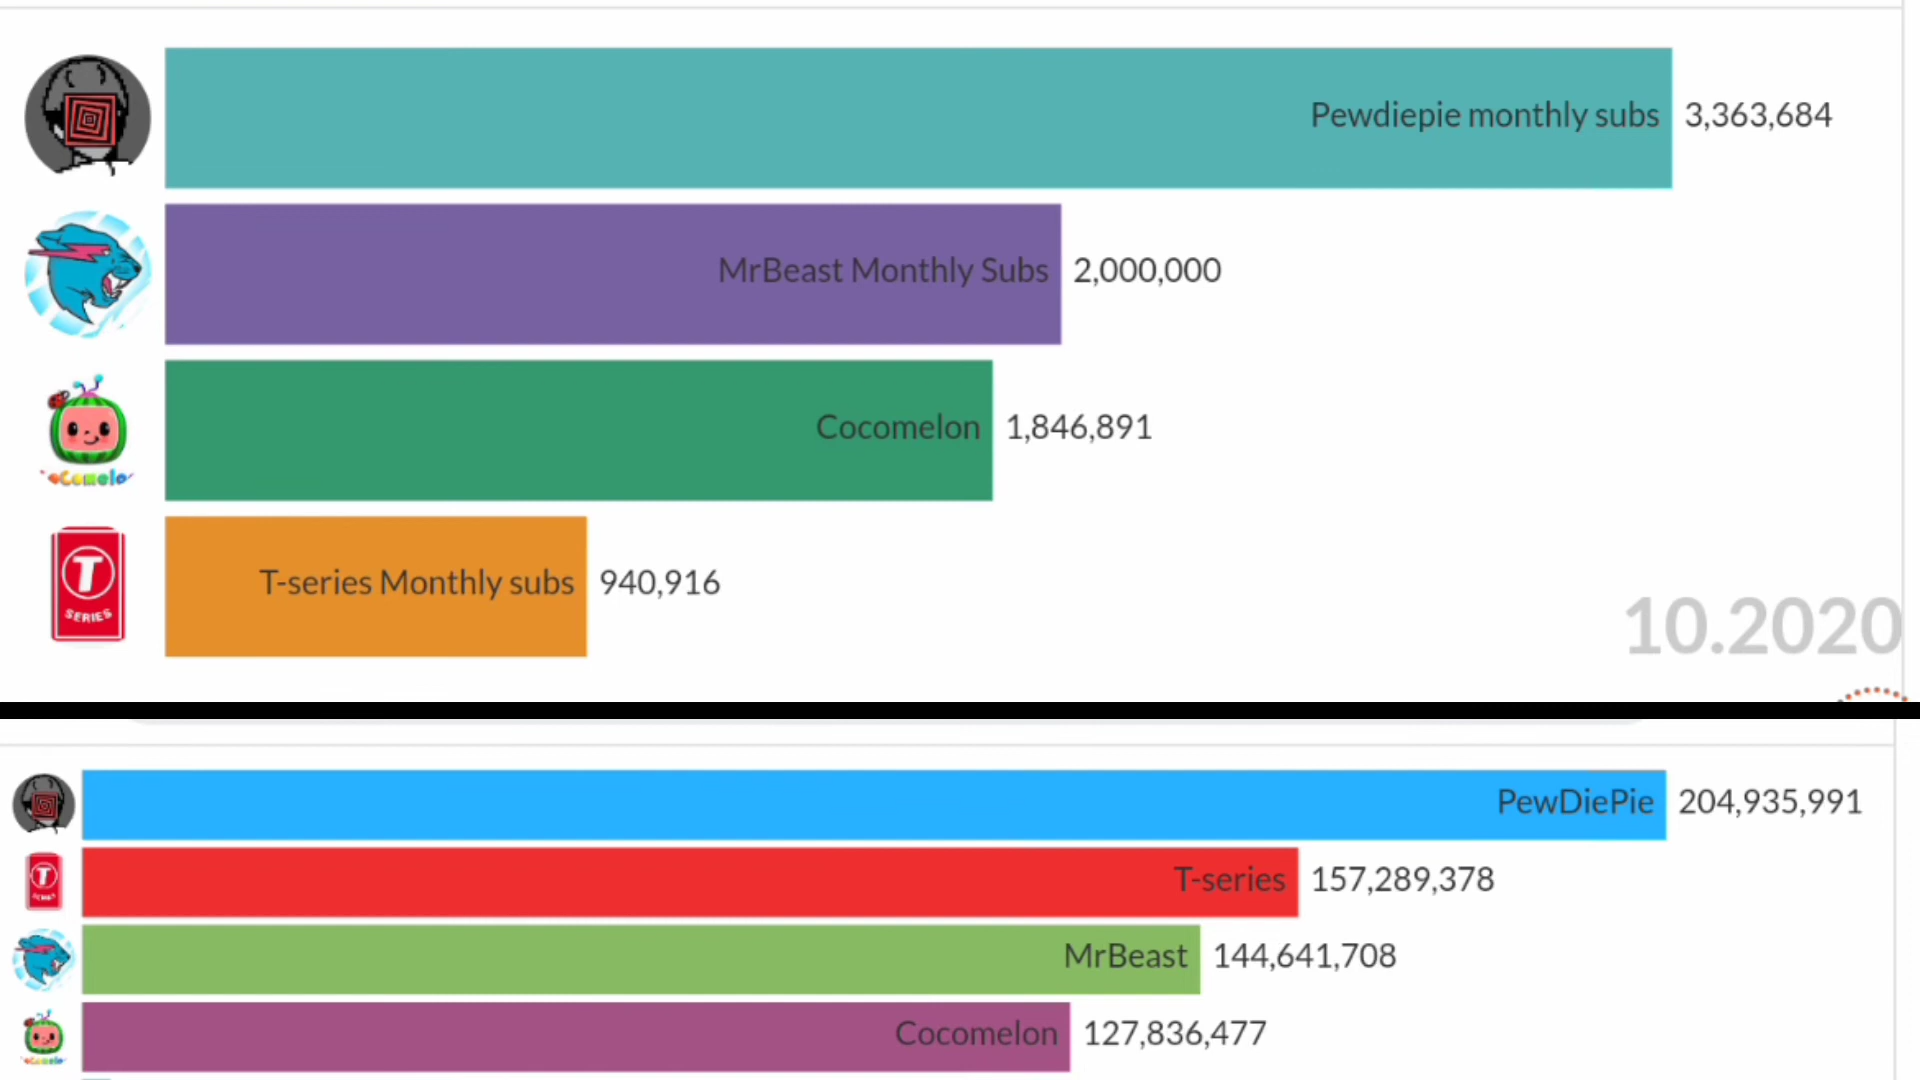 Pewdiepie monthly subs 3,363,684
MrBeast Monthly Subs 2,000,000
Cocomelon 1,846,891
T-series Monthly subs 940,916
T
SERIES
10.2020
PewDiePie 204,935,991
T-series 157,289,378
T
SERIES
MrBeast 144,641,708
Cocomelon 127,836,477